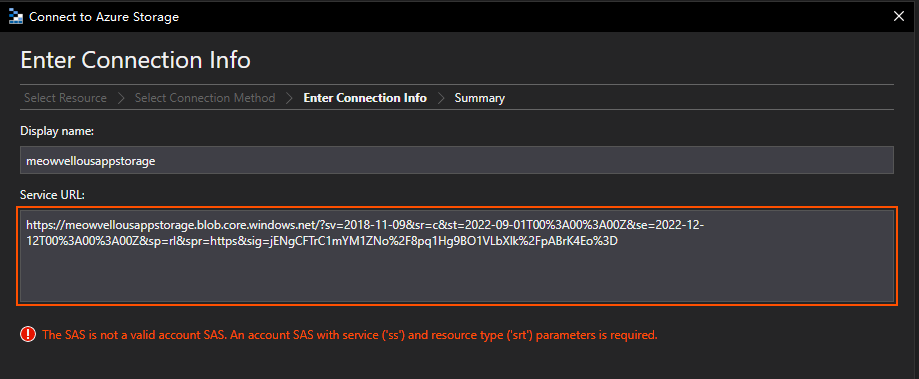 Connect to Azure Storage
Enter Connection Info
Select Resource > Select Connection Method > Enter Connection Info > Summary
Display name:
meowvellousappstorage
Service URL:
https://meowvellousappstorage.blob.core.windows.net/?sv=2018-11-09&sr=c&st=2022-09-01T00%3A00%3A00Z&se=2022-12-
12T00%3A00%3A00Z&sp=rl&spr=https&sig=jENgCFTrC1mYM1ZNo%2F8pq1Hg9BO1VLbXlk%2FpABrK4Eo%3D
The SAS is not a valid account SAS. An account SAS with service ('ss') and resource type ('srt') parameters is required.